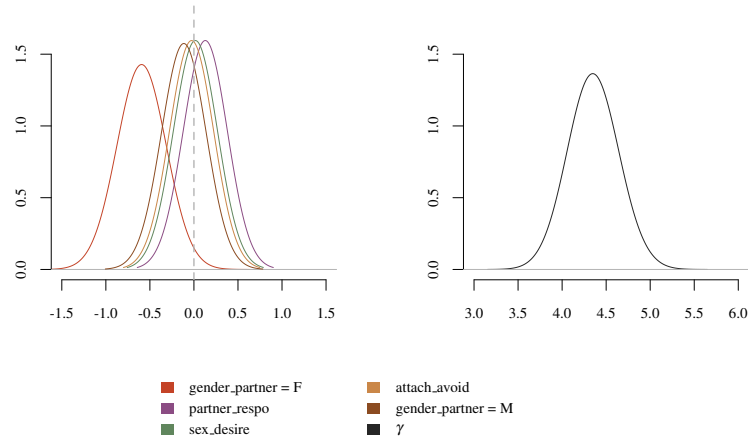 0.0 0.5 1.0 1.5
-1.5 -1.0 -0.5 0.0 0.5 1.0 1.5
0.0 0.5 1.0 1.5
3.0 3.5 4.0 4.5 5.0 5.5 6.0
gender_partner = F
partner_respo
sex_desire
attach_avoid
gender_partner = M
γ